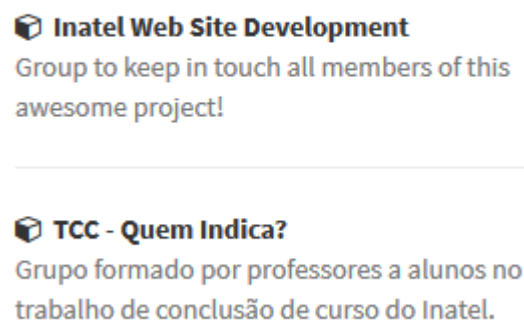 Inatel Web Site Development
Group to keep in touch all members of this
awesome project!
TCC - Quem Indica?
Grupo formado por professores a alunos no
trabalho de conclusão de curso do Inatel.